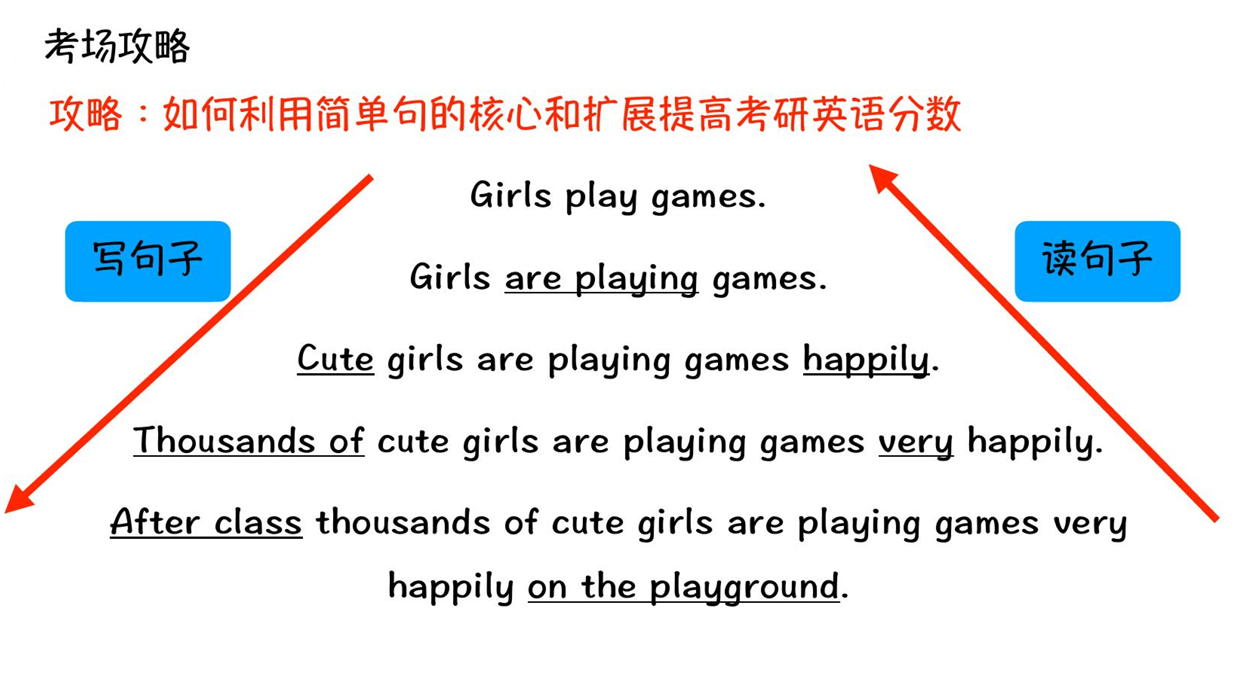 考场攻略
攻略：如何利用简单句的核心和扩展提高考研英语分数
Girls play games.
写句子
读句子
Girls are playing games.
Cute girls are playing games happily.
Thousands of cute girls are playing games very happily.
After class thousands of cute girls are playing games very
happily on the playground.